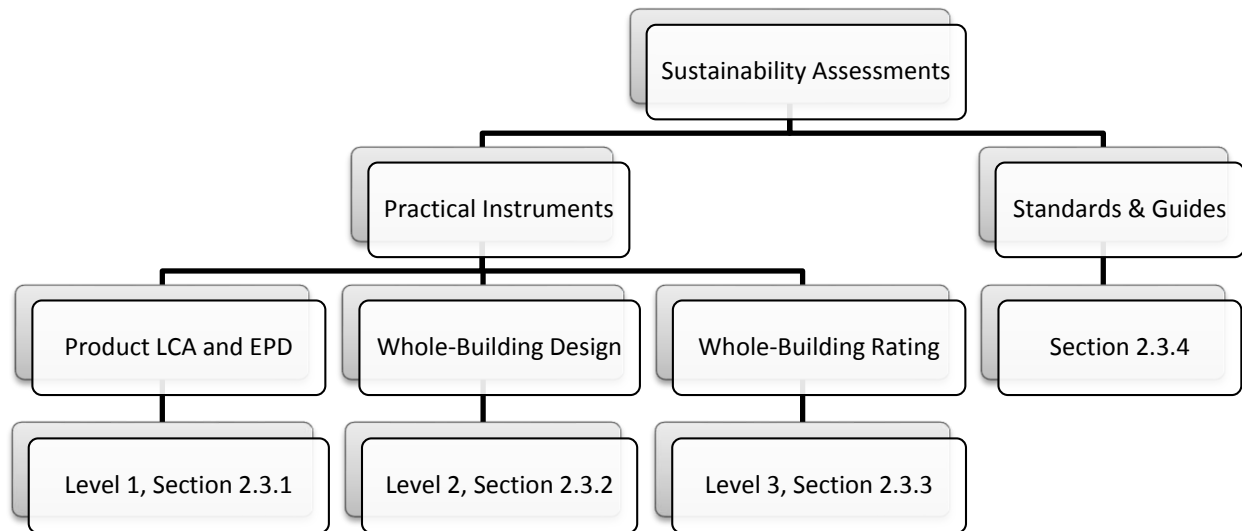 Sustainability Assessments
Practical Instruments
Standards & Guides
Product LCA and EPD
Whole-Building Design
Whole-Building Rating
Section 2.3.4
Level 1, Section 2.3.1
Level 2, Section 2.3.2
Level 3, Section 2.3.3